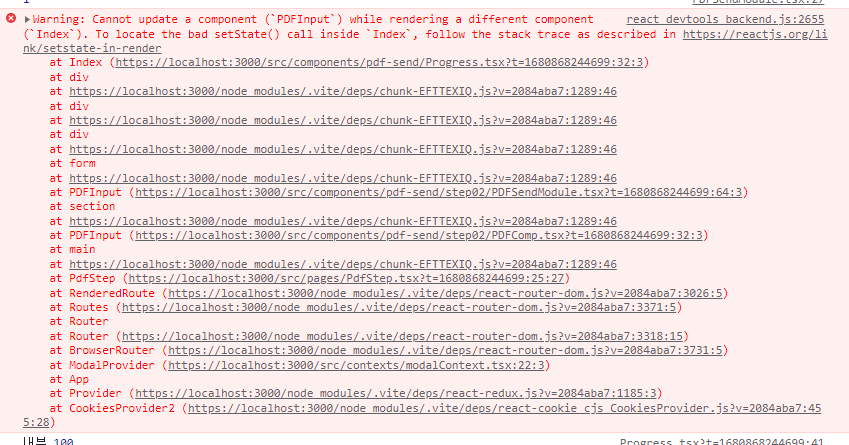 1 PDFSendModule.tsx:27
Warning: Cannot update a component (`PDFInput`) while rendering a different component react_devtools_backend.js:2655
(`Index`). To locate the bad setState() call inside `Index`, follow the stack trace as described in https://reactjs.org/li
nk/setstate-in-render
at Index (https://localhost:3000/src/components/pdf-send/Progress.tsx?t=1680868244699:32:3)
at div
at https://localhost:3000/node_modules/.vite/deps/chunk-EFTTEXIQ.js?v=2084aba7:1289:46
at div
at https://localhost:3000/node_modules/.vite/deps/chunk-EFTTEXIQ.js?v=2084aba7:1289:46
at div
at https://localhost:3000/node_modules/.vite/deps/chunk-EFTTEXIQ.js?v=2084aba7:1289:46
at form
at https://localhost:3000/node_modules/.vite/deps/chunk-EFTTEXIQ.js?v=2084aba7:1289:46
at PDFInput (https://localhost:3000/src/components/pdf-send/step02/PDFSendModule.tsx?t=1680868244699:64:3)
at section
at https://localhost:3000/node_modules/.vite/deps/chunk-EFTTEXIQ.js?v=2084aba7:1289:46
at PDFInput (https://localhost:3000/src/components/pdf-send/step02/PDFComp.tsx?t=1680868244699:32:3)
at main
at https://localhost:3000/node_modules/.vite/deps/chunk-EFTTEXIQ.js?v=2084aba7:1289:46
at PdfStep (https://localhost:3000/src/pages/PdfStep.tsx?t=1680868244699:25:27)
at RenderedRoute (https://localhost:3000/node_modules/.vite/deps/react-router-dom.js?v=2084aba7:3026:5)
at Routes (https://localhost:3000/node_modules/.vite/deps/react-router-dom.js?v=2084aba7:3371:5)
at Router
at Router (https://localhost:3000/node_modules/.vite/deps/react-router-dom.js?v=2084aba7:3318:15)
at BrowserRouter (https://localhost:3000/node_modules/.vite/deps/react-router-dom.js?v=2084aba7:3731:5)
at ModalProvider (https://localhost:3000/src/contexts/modalContext.tsx:22:3)
at App
at Provider (https://localhost:3000/node_modules/.vite/deps/react-redux.js?v=2084aba7:1185:3)
at CookiesProvider2 (https://localhost:3000/node_modules/.vite/deps/react-cookie_cjs_CookiesProvider.js?v=2084aba7:45
5:28)
내부 100 Progress.tsx?t=1680868244699:41